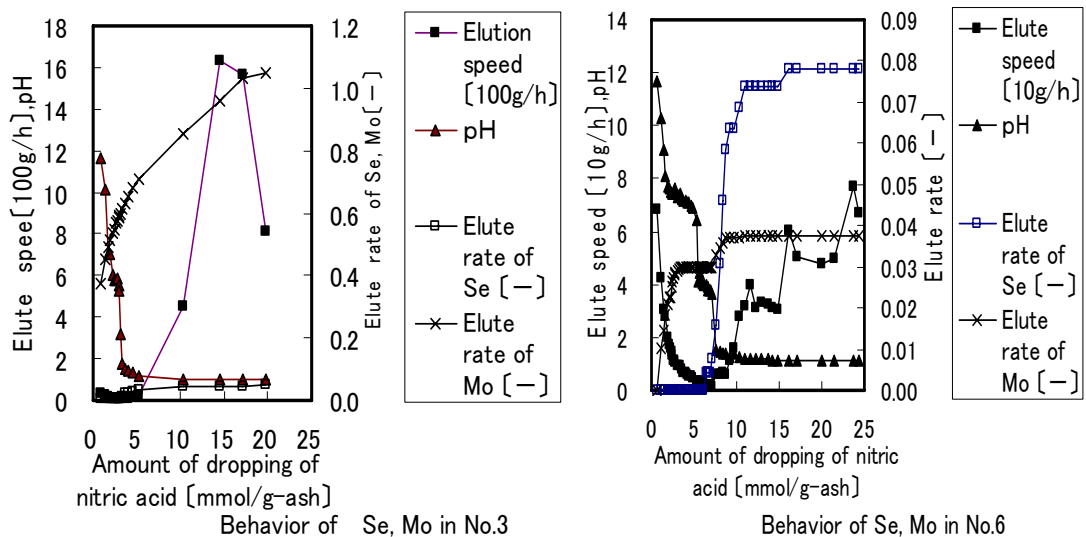 18
16
14
12
10
8
6
4
2
0
Elute speed[100g/h],pH
1.2
1.0
0.8
0.6
0.4
0.2
0.0
Elute rate of Se, Mo[−]
0 5 10 15 20 25
Amount of dropping of
nitric acid [mmol/g-ash]
Elution
speed
[100g/h]
pH
Elute
rate of
Se [−]
Elute
rate of
Mo [−]
Behavior of Se, Mo in No.3
14
12
10
8
6
4
2
0
Elute speed [10g/h],pH
0.09
0.08
0.07
0.06
0.05
0.04
0.03
0.02
0.01
0.00
Elute rate [−]
0 5 10 15 20 25
Amount of dropping of nitric
acid [mmol/g-ash]
Elute
speed
[10g/h]
pH
Elute
rate of
Se [−]
Elute
rate of
Mo [−]
Behavior of Se, Mo in No.6